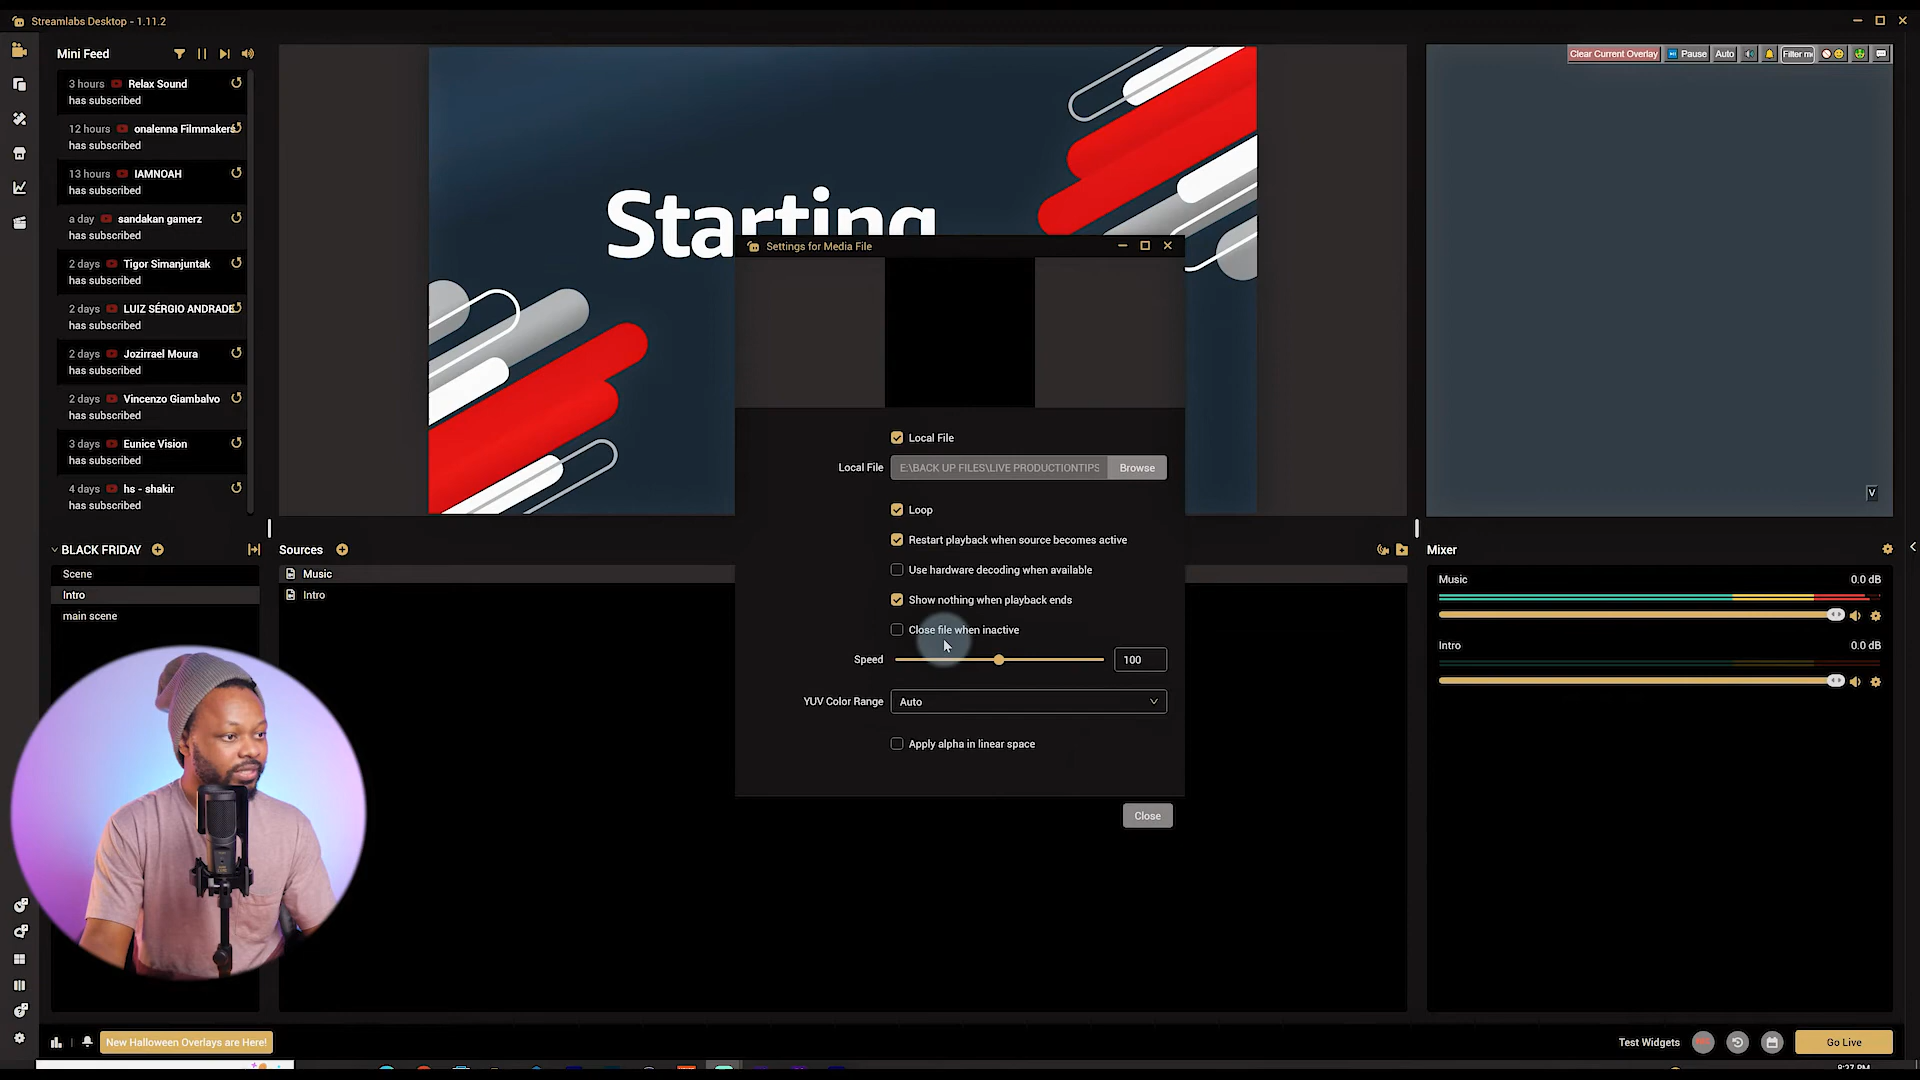 Streamlabs Desktop - 1.11.2
Mini Feed
3 hours Relax Sound
has subscribed
12 hours onalenna Filmmakers
has subscribed
13 hours IAMNOAH
has subscribed
a day sandakan gamerz
has subscribed
2 days Tigor Simanjuntak
has subscribed
2 days LUIZ SÉRGIO ANDRADE
has subscribed
2 days Jozirrael Moura
has subscribed
2 days Vincenzo Giambalvo
has subscribed
3 days Eunice Vision
has subscribed
4 days hs - shakir
has subscribed
Starting
Clear Current Overlay Pause Auto Filter m
V
Settings for Media File
Local File
Local File E:\BACK UP FILES\LIVE PRODUCTIONTIPS Browse
Loop
Restart playback when source becomes active
Use hardware decoding when available
Show nothing when playback ends
Close file when inactive
Speed 100
YUV Color Range Auto
Apply alpha in linear space
Close
BLACK FRIDAY
Scene
Intro
main scene
Sources
Music
Intro
Mixer
Music 0.0 dB
Intro 0.0 dB
New Halloween Overlays are Here!
Test Widgets
Go Live
8:27 PM